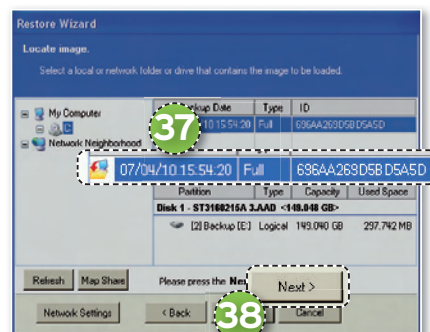 Restore Wizard
Locate image.
Select a local or network folder or drive that contains the image to be loaded.
My Computer
C:
Network Neighborhood
Backup Date Type ID
10:15:54:20 Full 696AA269D5BD5A5D
37
07/04/10:15:54:20 Full 696AA269D5BD5A5D
Partition Type Capacity Used Space
Disk 1 - ST3160215A 3.AAD <149.048 GB>
[2] Backup [E:] Logical 149.040 GB 297.742 MB
Refresh Map Share Please press the Next
Next >
Network Settings < Back 38 Cancel